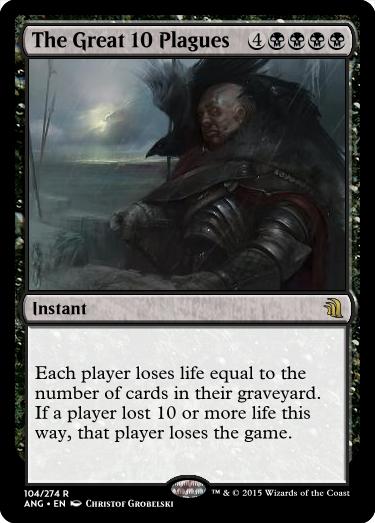 The Great 10 Plagues 4
Instant
Each player loses life equal to the
number of cards in their graveyard.
If a player lost 10 or more life this
way, that player loses the game.
104/274 R
ANG • EN Christof Grobelski
™ & © 2015 Wizards of the Coast